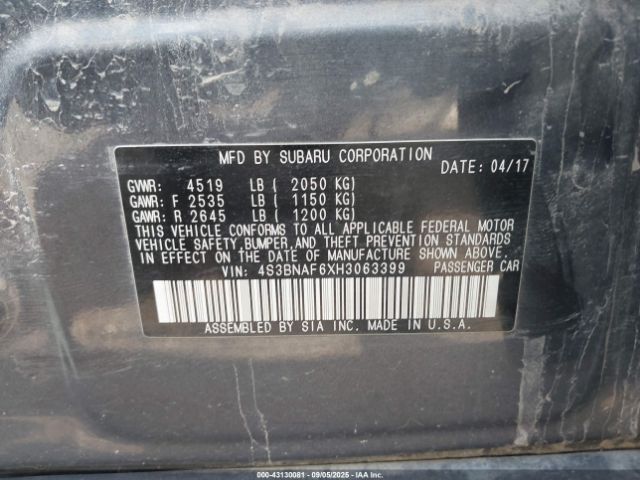 MFD BY SUBARU CORPORATION
DATE: 04/17
GVWR: 4519 LB ( 2050 KG)
GAWR: F 2535 LB ( 1150 KG)
GAWR: R 2645 LB ( 1200 KG)
THIS VEHICLE CONFORMS TO ALL APPLICABLE FEDERAL MOTOR
VEHICLE SAFETY, BUMPER, AND THEFT PREVENTION STANDARDS
IN EFFECT ON THE DATE OF MANUFACTURE SHOWN ABOVE.
VIN: 4S3BNAF6XH3063399 PASSENGER CAR
ASSEMBLED BY SIA INC. MADE IN U.S.A.
000-43130081 - 09/05/2025 - © IAA Inc.